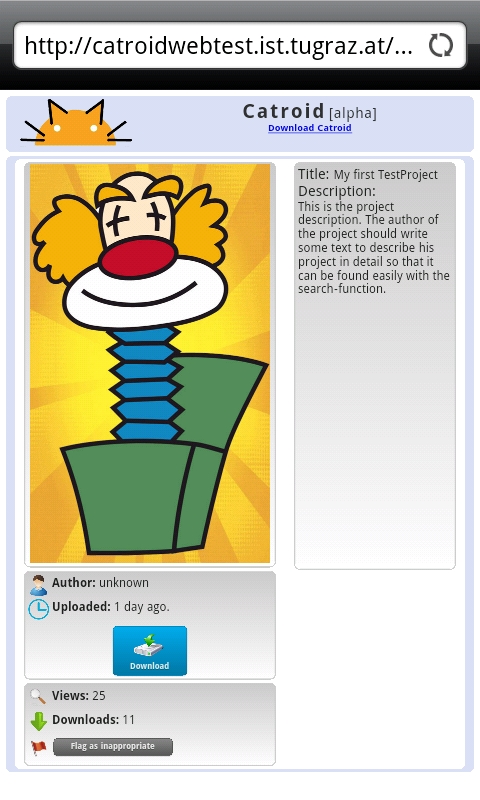 http://catroidwebtest.ist.tugraz.at/...
Catroid [alpha]
Download Catroid
Title: My first TestProject
Description:
This is the project
description. The author of
the project should write
some text to describe his
project in detail so that it
can be found easily with the
search-function.
Author: unknown
Uploaded: 1 day ago.
Download
Views: 25
Downloads: 11
Flag as inappropriate